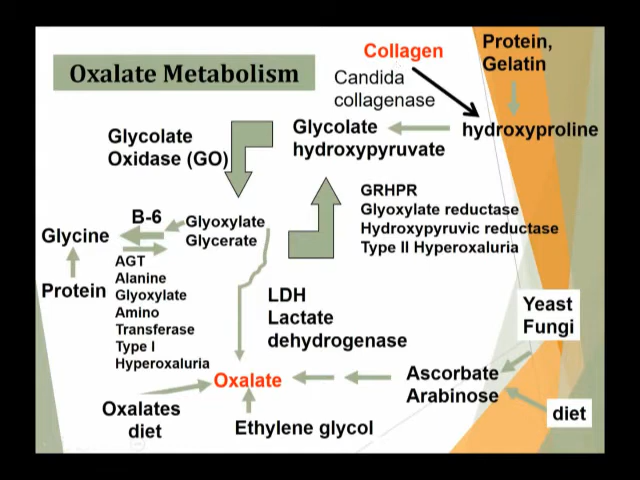 Oxalate Metabolism
Collagen
Protein,
Gelatin
Candida
collagenase
Glycolate
Oxidase (GO)
Glycolate
hydroxypyruvate
hydroxyproline
GRHPR
Glyoxylate reductase
Hydroxypyruvic reductase
Type II Hyperoxaluria
B-6
Glyoxylate
Glycerate
Glycine
Protein
AGT
Alanine
Glyoxylate
Amino
Transferase
Type I
Hyperoxaluria
LDH
Lactate
dehydrogenase
Yeast
Fungi
Oxalate
Ascorbate
Arabinose
Oxalates
diet
Ethylene glycol
diet